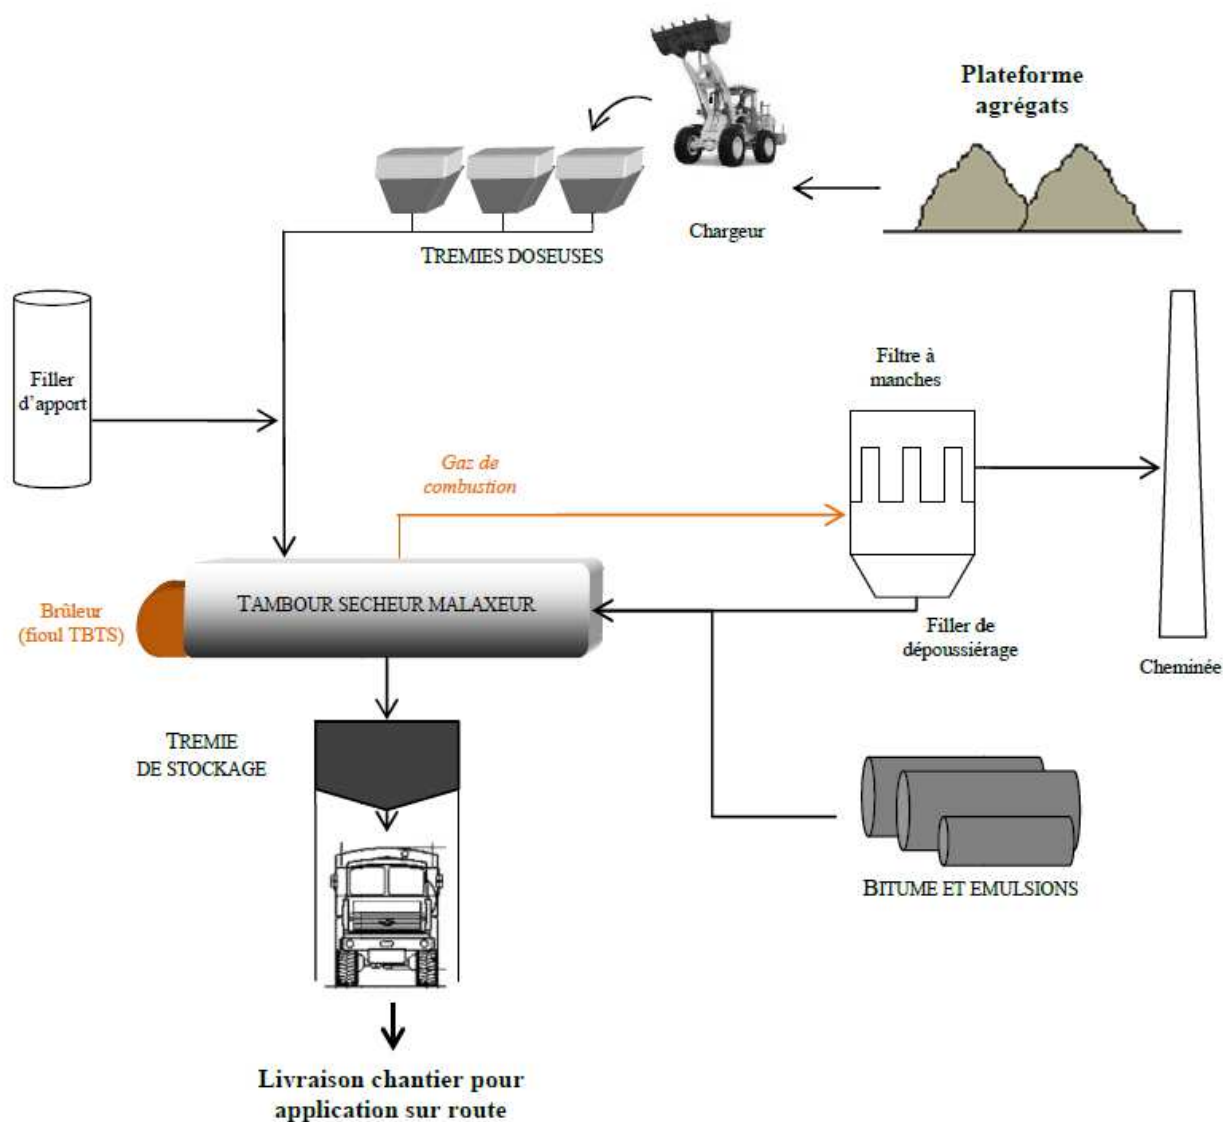 Plateforme
agrégats
Chargeur
TREMIES DOSEUSES
Filler
d'apport
Filtre à
manches
Gaz de
combustion
TAMBOUR SECHEUR MALAXEUR
Brûleur
(fioul TBTS)
Filler de
dépoussiérage
Cheminée
TREMIE
DE STOCKAGE
BITUME ET EMULSIONS
Livraison chantier pour
application sur route